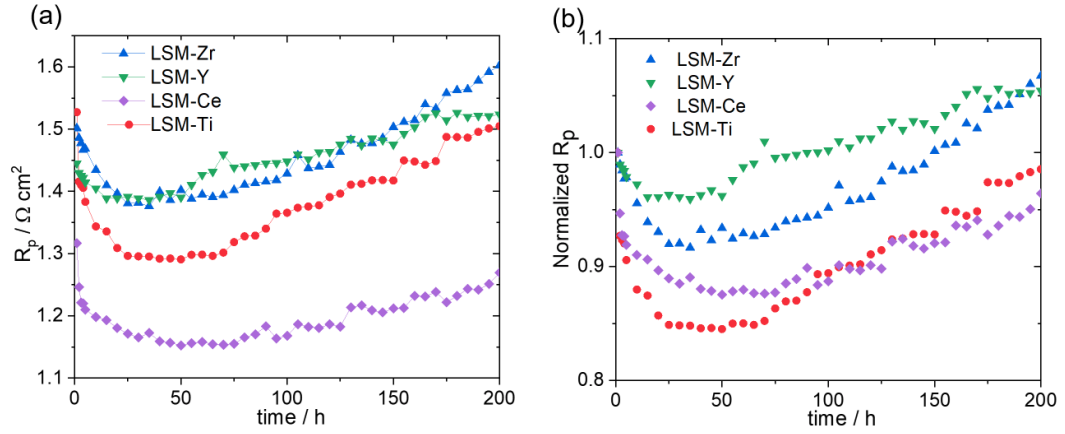 (a)
LSM-Zr
LSM-Y
LSM-Ce
LSM-Ti
Rp / Ω cm2
1.6
1.5
1.4
1.3
1.2
1.1
0 50 100 150 200
time / h
(b)
LSM-Zr
LSM-Y
LSM-Ce
LSM-Ti
Normalized Rp
1.1
1.0
0.9
0.8
0 50 100 150 200
time / h